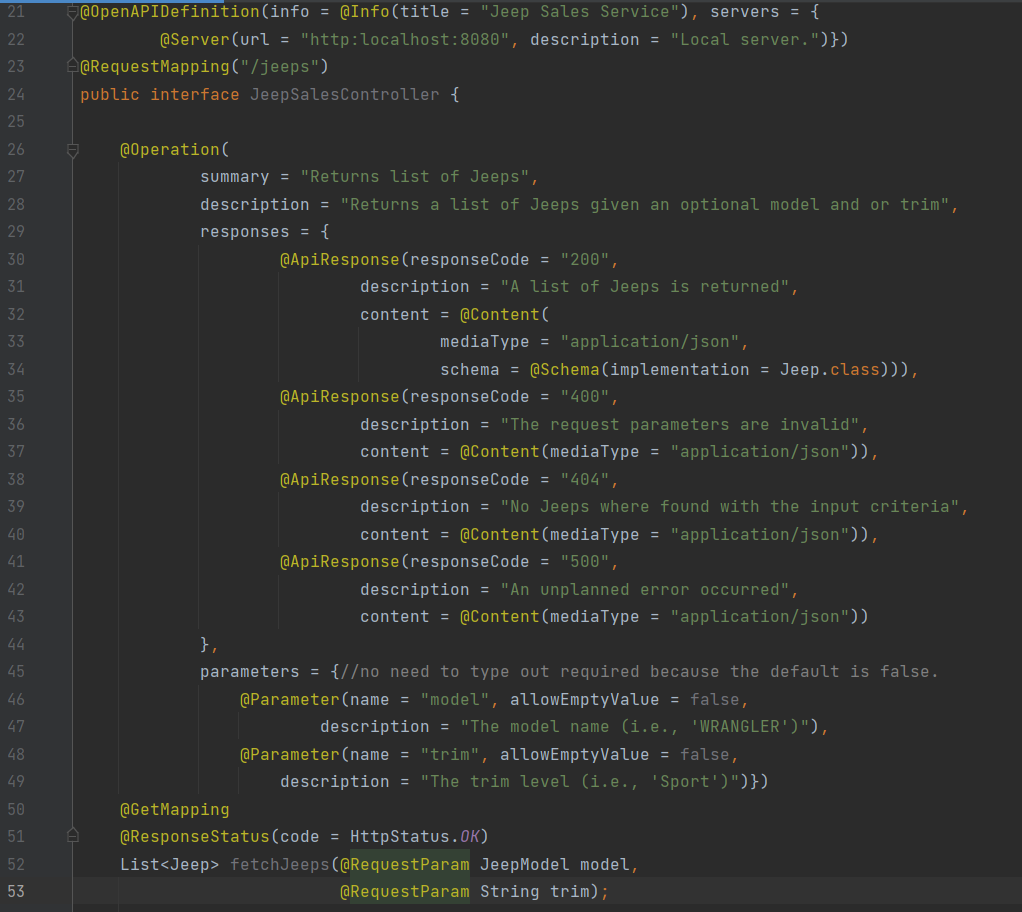 21 @OpenAPIDefinition(info = @Info(title = "Jeep Sales Service"), servers = {
22 @Server(url = "http:localhost:8080", description = "Local server.")})
23 @RequestMapping("/jeeps")
24 public interface JeepSalesController {
25
26 @Operation(
27 summary = "Returns list of Jeeps",
28 description = "Returns a list of Jeeps given an optional model and or trim",
29 responses = {
30 @ApiResponse(responseCode = "200",
31 description = "A list of Jeeps is returned",
32 content = @Content(
33 mediaType = "application/json",
34 schema = @Schema(implementation = Jeep.class))),
35 @ApiResponse(responseCode = "400",
36 description = "The request parameters are invalid",
37 content = @Content(mediaType = "application/json")),
38 @ApiResponse(responseCode = "404",
39 description = "No Jeeps where found with the input criteria",
40 content = @Content(mediaType = "application/json")),
41 @ApiResponse(responseCode = "500",
42 description = "An unplanned error occurred",
43 content = @Content(mediaType = "application/json"))
44 },
45 parameters = {//no need to type out required because the default is false.
46 @Parameter(name = "model", allowEmptyValue = false,
47 description = "The model name (i.e., 'WRANGLER')"),
48 @Parameter(name = "trim", allowEmptyValue = false,
49 description = "The trim level (i.e., 'Sport')")})
50 @GetMapping
51 @ResponseStatus(code = HttpStatus.OK)
52 List<Jeep> fetchJeeps(@RequestParam JeepModel model,
53 @RequestParam String trim);